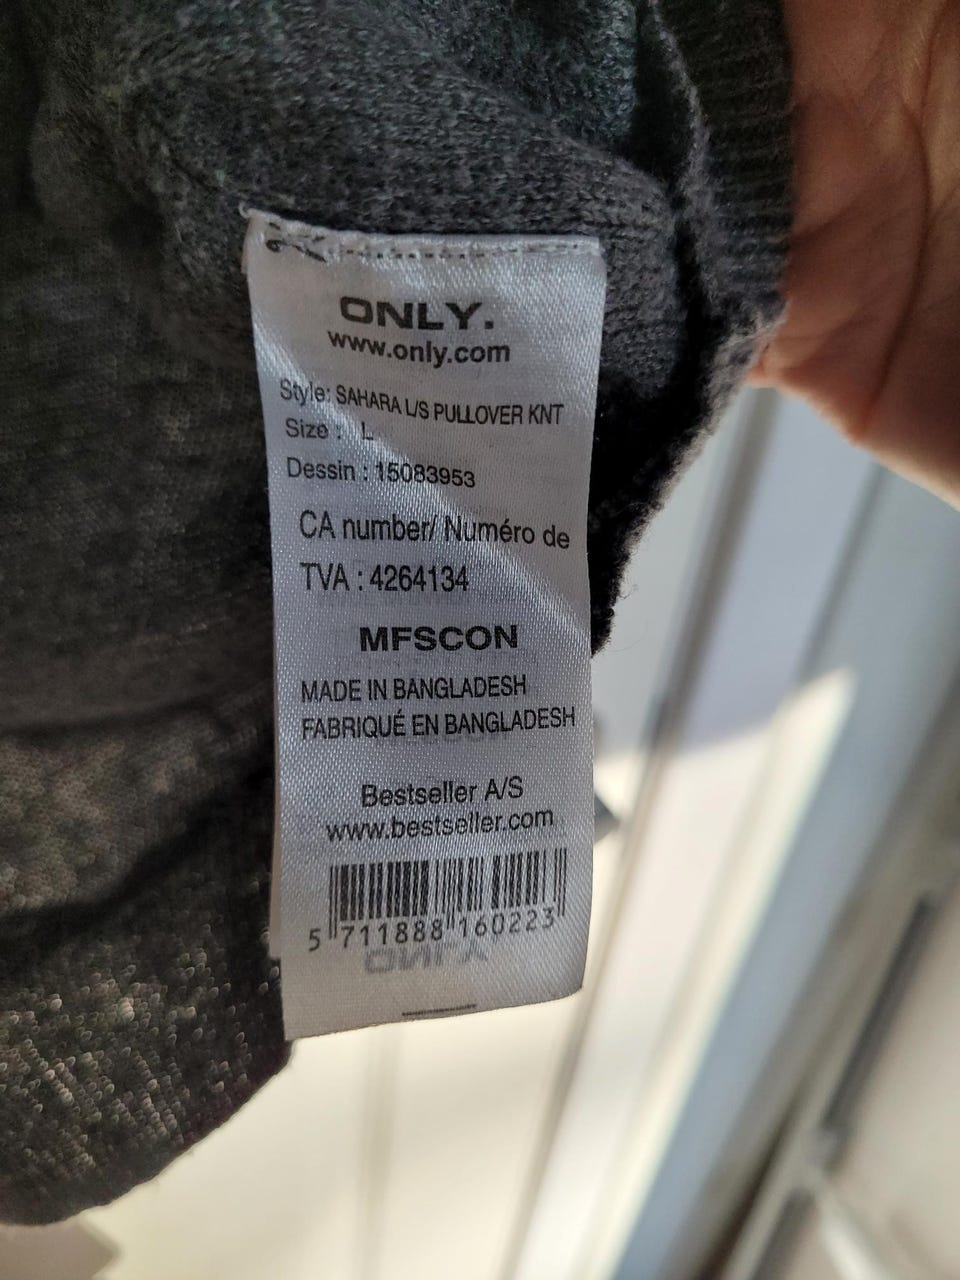 ONLY.
www.only.com
Style: SAHARA L/S PULLOVER KNT
Size : L
Dessin : 15083953
CA number/ Numéro de
TVA : 4264134
MFSCON
MADE IN BANGLADESH
FABRIQUÉ EN BANGLADESH
Bestseller A/S
www.bestseller.com
5 711888 160223
ONLY.